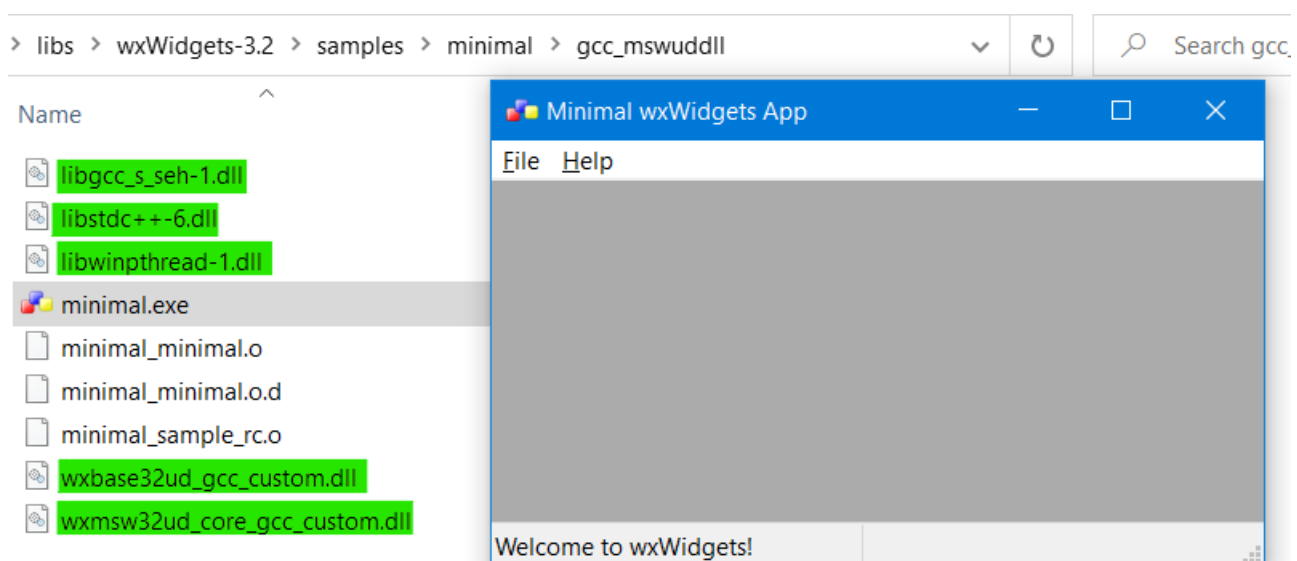 > libs > wxWidgets-3.2 > samples > minimal > gcc_mswuddll
Search gcc_
Name
libgcc_s_seh-1.dll
libstdc++-6.dll
libwinpthread-1.dll
minimal.exe
minimal_minimal.o
minimal_minimal.o.d
minimal_sample_rc.o
wxbase32ud_gcc_custom.dll
wxmsw32ud_core_gcc_custom.dll
Minimal wxWidgets App
File Help
Welcome to wxWidgets!